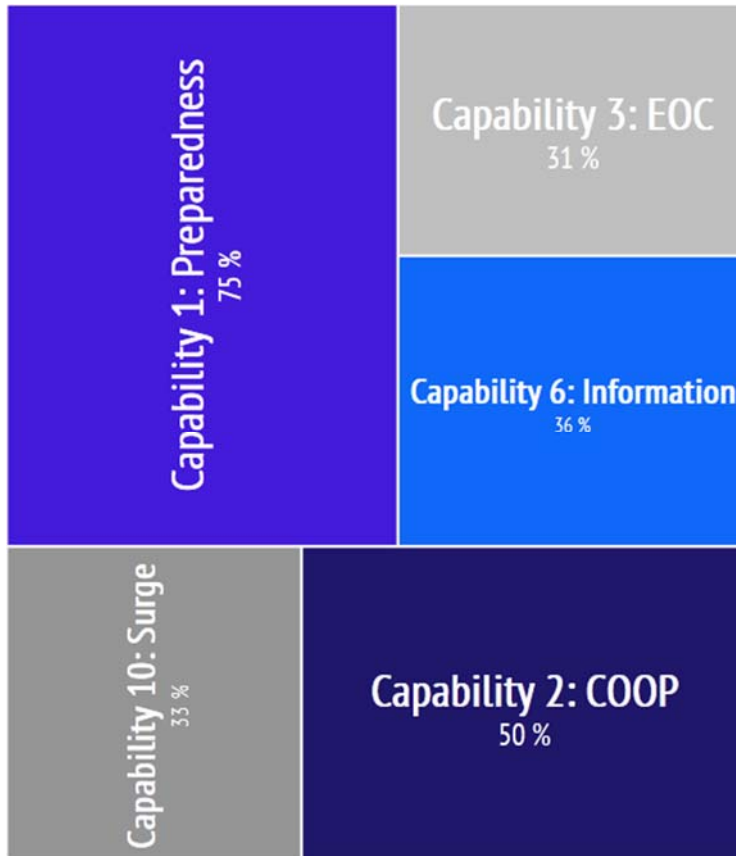 Capability 1: Preparedness
75 %
Capability 3: EOC
31 %
Capability 6: Information
36 %
Capability 10: Surge
33 %
Capability 2: COOP
50 %